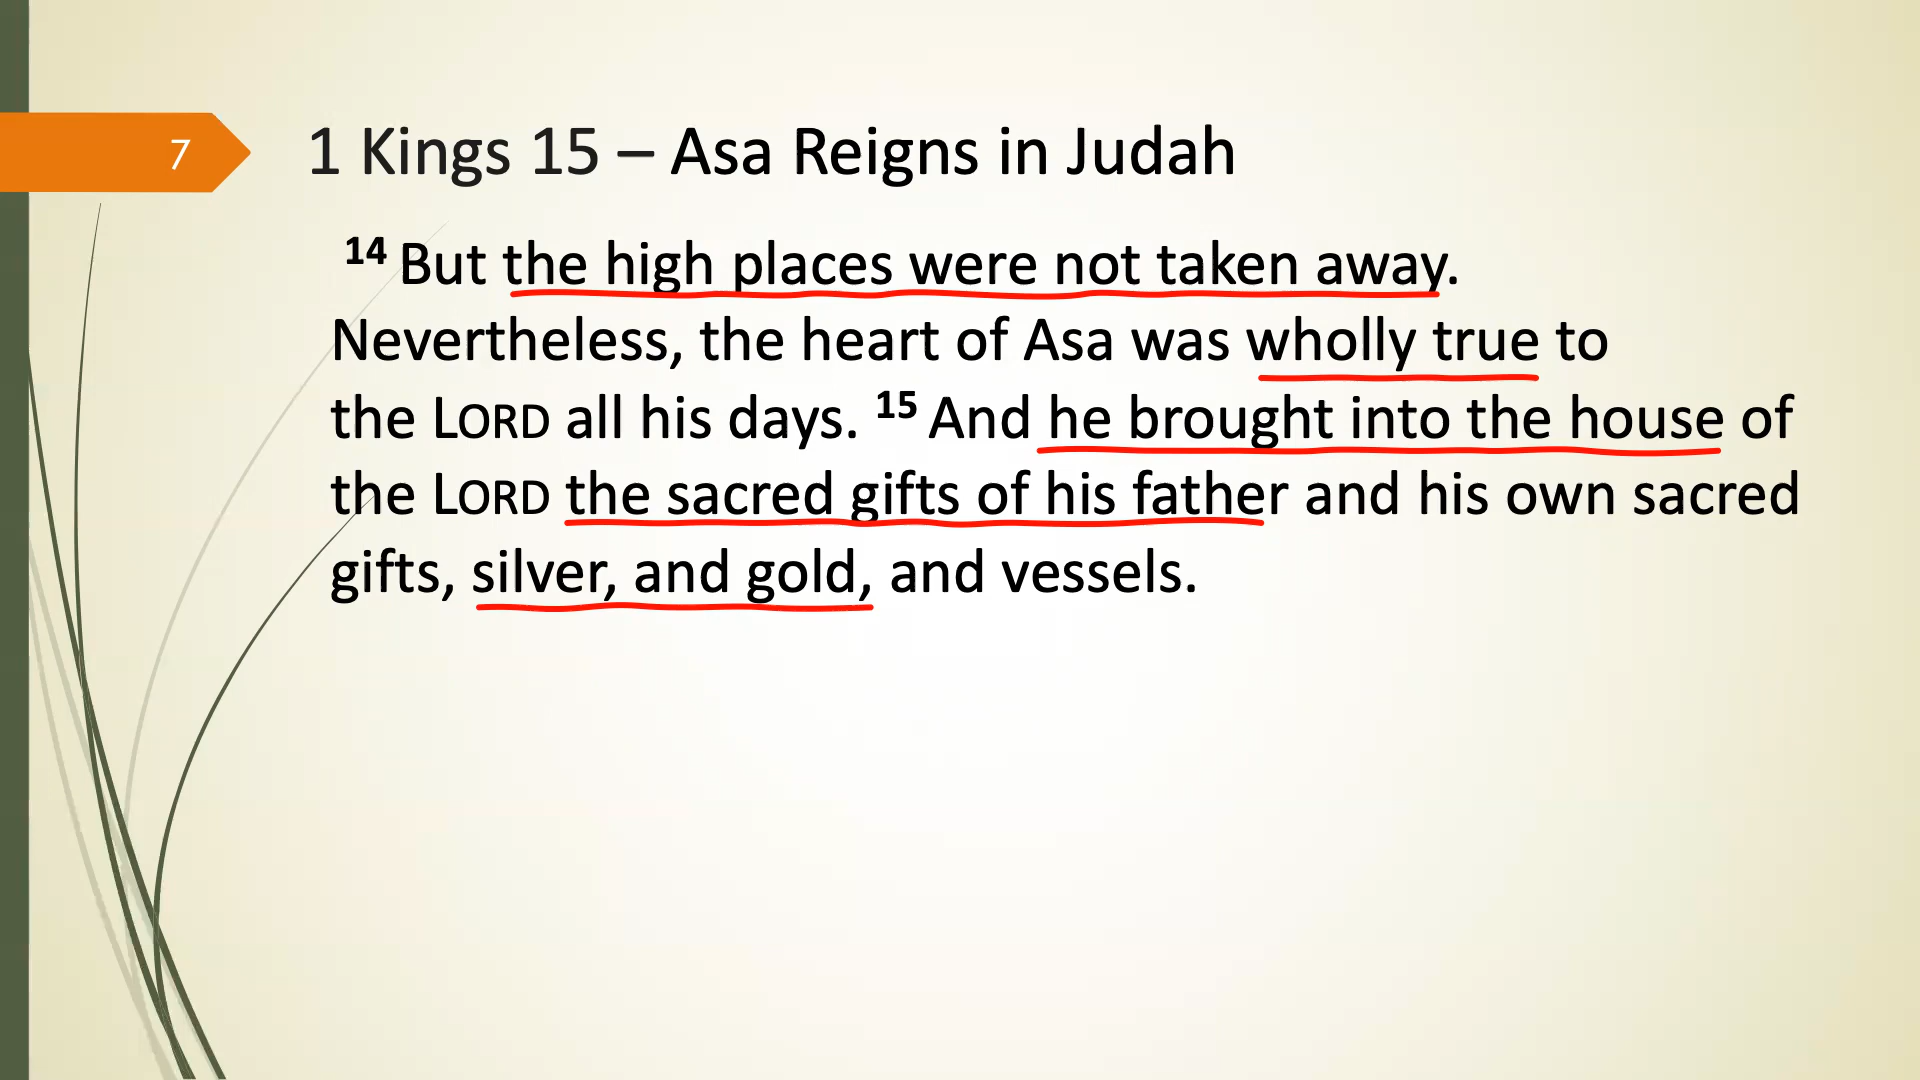 7
1 Kings 15 – Asa Reigns in Judah
14 But the high places were not taken away.
Nevertheless, the heart of Asa was wholly true to
the LORD all his days. 15 And he brought into the house of
the LORD the sacred gifts of his father and his own sacred
gifts, silver, and gold, and vessels.